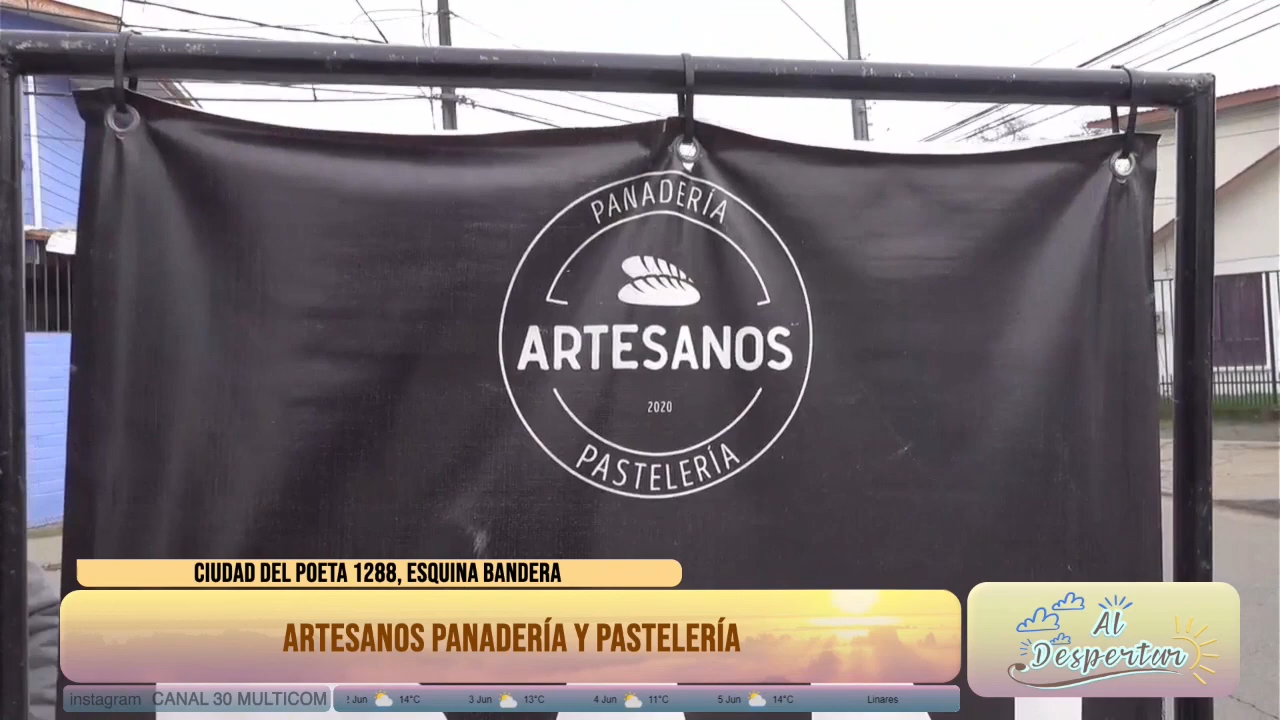 PANADERÍA
ARTESANOS
2020
PASTELERÍA
CIUDAD DEL POETA 1288, ESQUINA BANDERA
ARTESANOS PANADERÍA Y PASTELERÍA
Al
Despertar
instagram CANAL 30 MULTICOM
Jun 14°C 3 Jun 13°C 4 Jun 11°C 5 Jun 14°C Linares